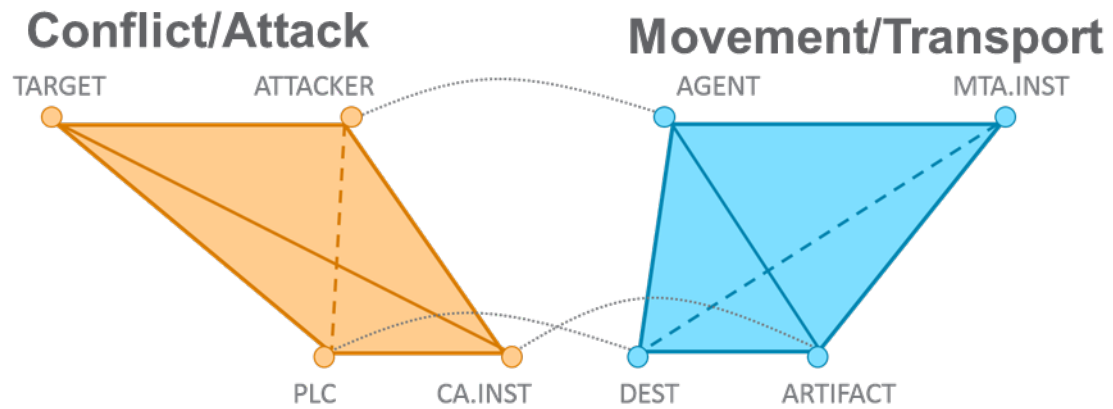 Conflict/Attack
Movement/Transport
TARGET
ATTACKER
AGENT
MTA.INST
PLC
CA.INST
DEST
ARTIFACT